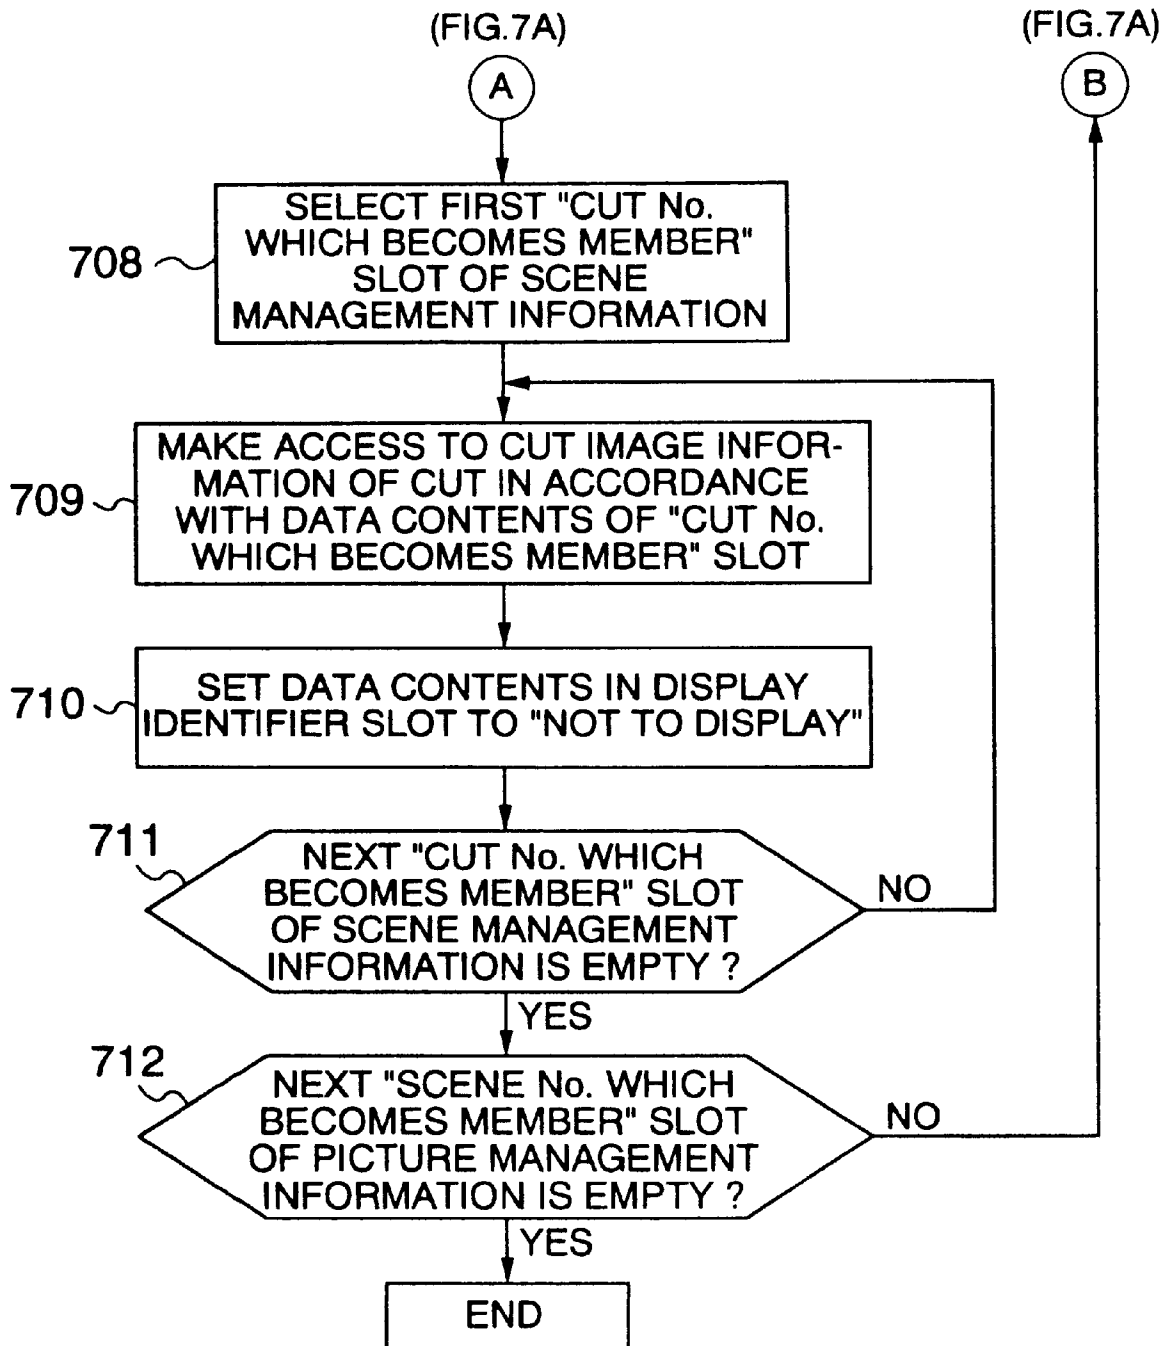 (FIG.7A)
(FIG.7A)
A
B
SELECT FIRST "CUT No.
WHICH BECOMES MEMBER"
SLOT OF SCENE
MANAGEMENT INFORMATION
708
MAKE ACCESS TO CUT IMAGE INFOR-
MATION OF CUT IN ACCORDANCE
WITH DATA CONTENTS OF "CUT No.
WHICH BECOMES MEMBER" SLOT
709
SET DATA CONTENTS IN DISPLAY
IDENTIFIER SLOT TO "NOT TO DISPLAY"
710
711
NEXT "CUT No. WHICH
BECOMES MEMBER" SLOT
OF SCENE MANAGEMENT
INFORMATION IS EMPTY ?
NO
YES
712
NEXT "SCENE No. WHICH
BECOMES MEMBER" SLOT
OF PICTURE MANAGEMENT
INFORMATION IS EMPTY ?
NO
YES
END